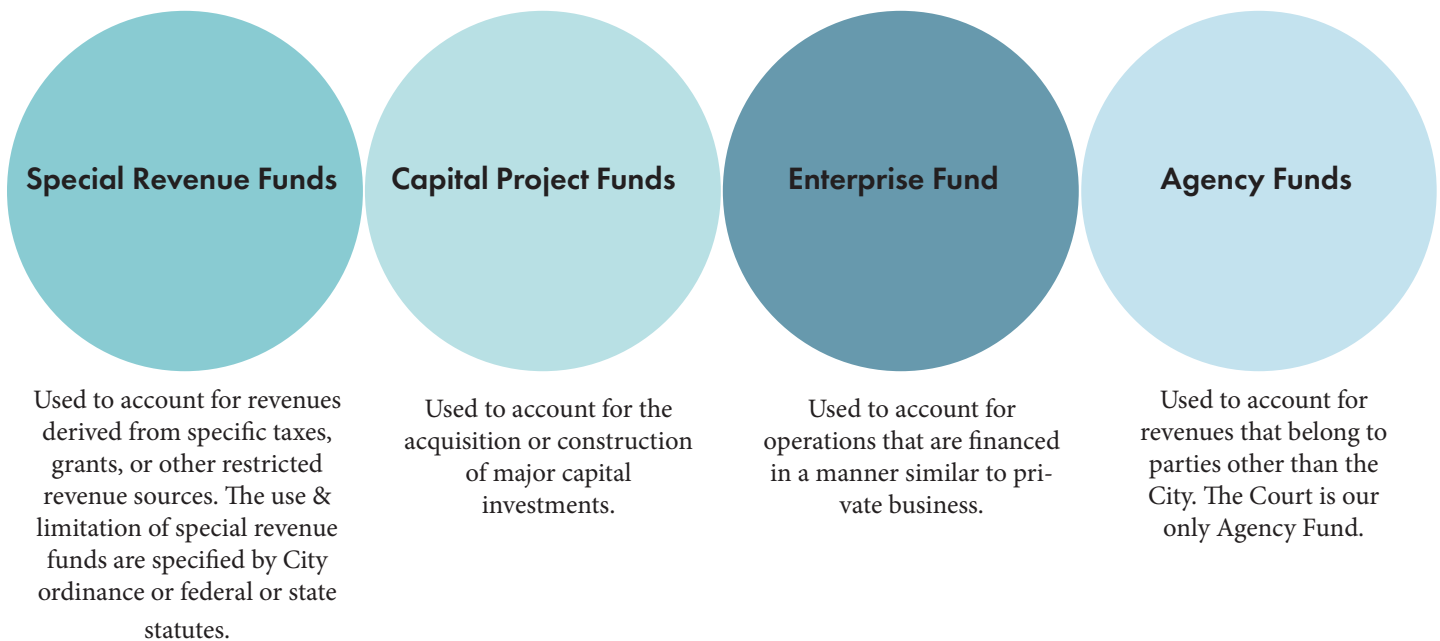 Special Revenue Funds
Used to account for revenues
derived from specific taxes,
grants, or other restricted
revenue sources. The use &
limitation of special revenue
funds are specified by City
ordinance or federal or state
statutes.
Capital Project Funds
Used to account for the
acquisition or construction
of major capital
investments.
Enterprise Fund
Used to account for
operations that are financed
in a manner similar to pri-
vate business.
Agency Funds
Used to account for
revenues that belong to
parties other than the
City. The Court is our
only Agency Fund.